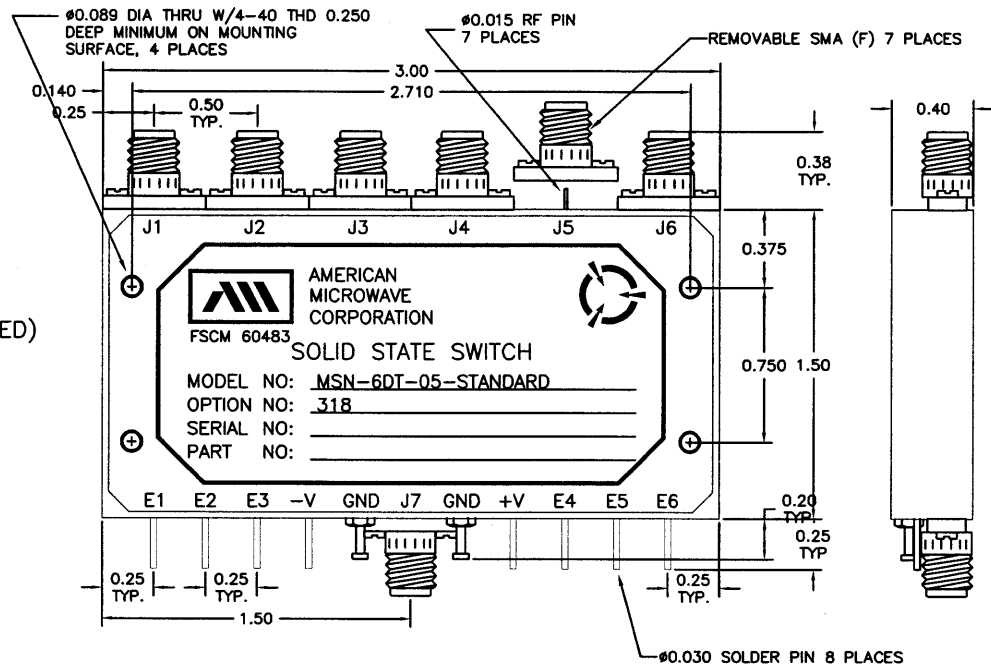 ø0.089 DIA THRU W/4-40 THD 0.250
DEEP MINIMUM ON MOUNTING
SURFACE, 4 PLACES
ø0.015 RF PIN
7 PLACES
REMOVABLE SMA (F) 7 PLACES
3.00
0.140
2.710
0.40
0.25
0.50
TYP.
0.38
TYP.
J1 J2 J3 J4 J5 J6
0.375
AMERICAN
MICROWAVE
CORPORATION
FSCM 60483
ED)
SOLID STATE SWITCH
0.750 1.50
MODEL NO: MSN-6DT-05-STANDARD
OPTION NO: 318
SERIAL NO:
PART NO:
E1 E2 E3 -V GND J7 GND +V E4 E5 E6
0.20
TYP.
0.25
TYP
0.25
TYP.
0.25
TYP.
0.25
TYP.
1.50
ø0.030 SOLDER PIN 8 PLACES